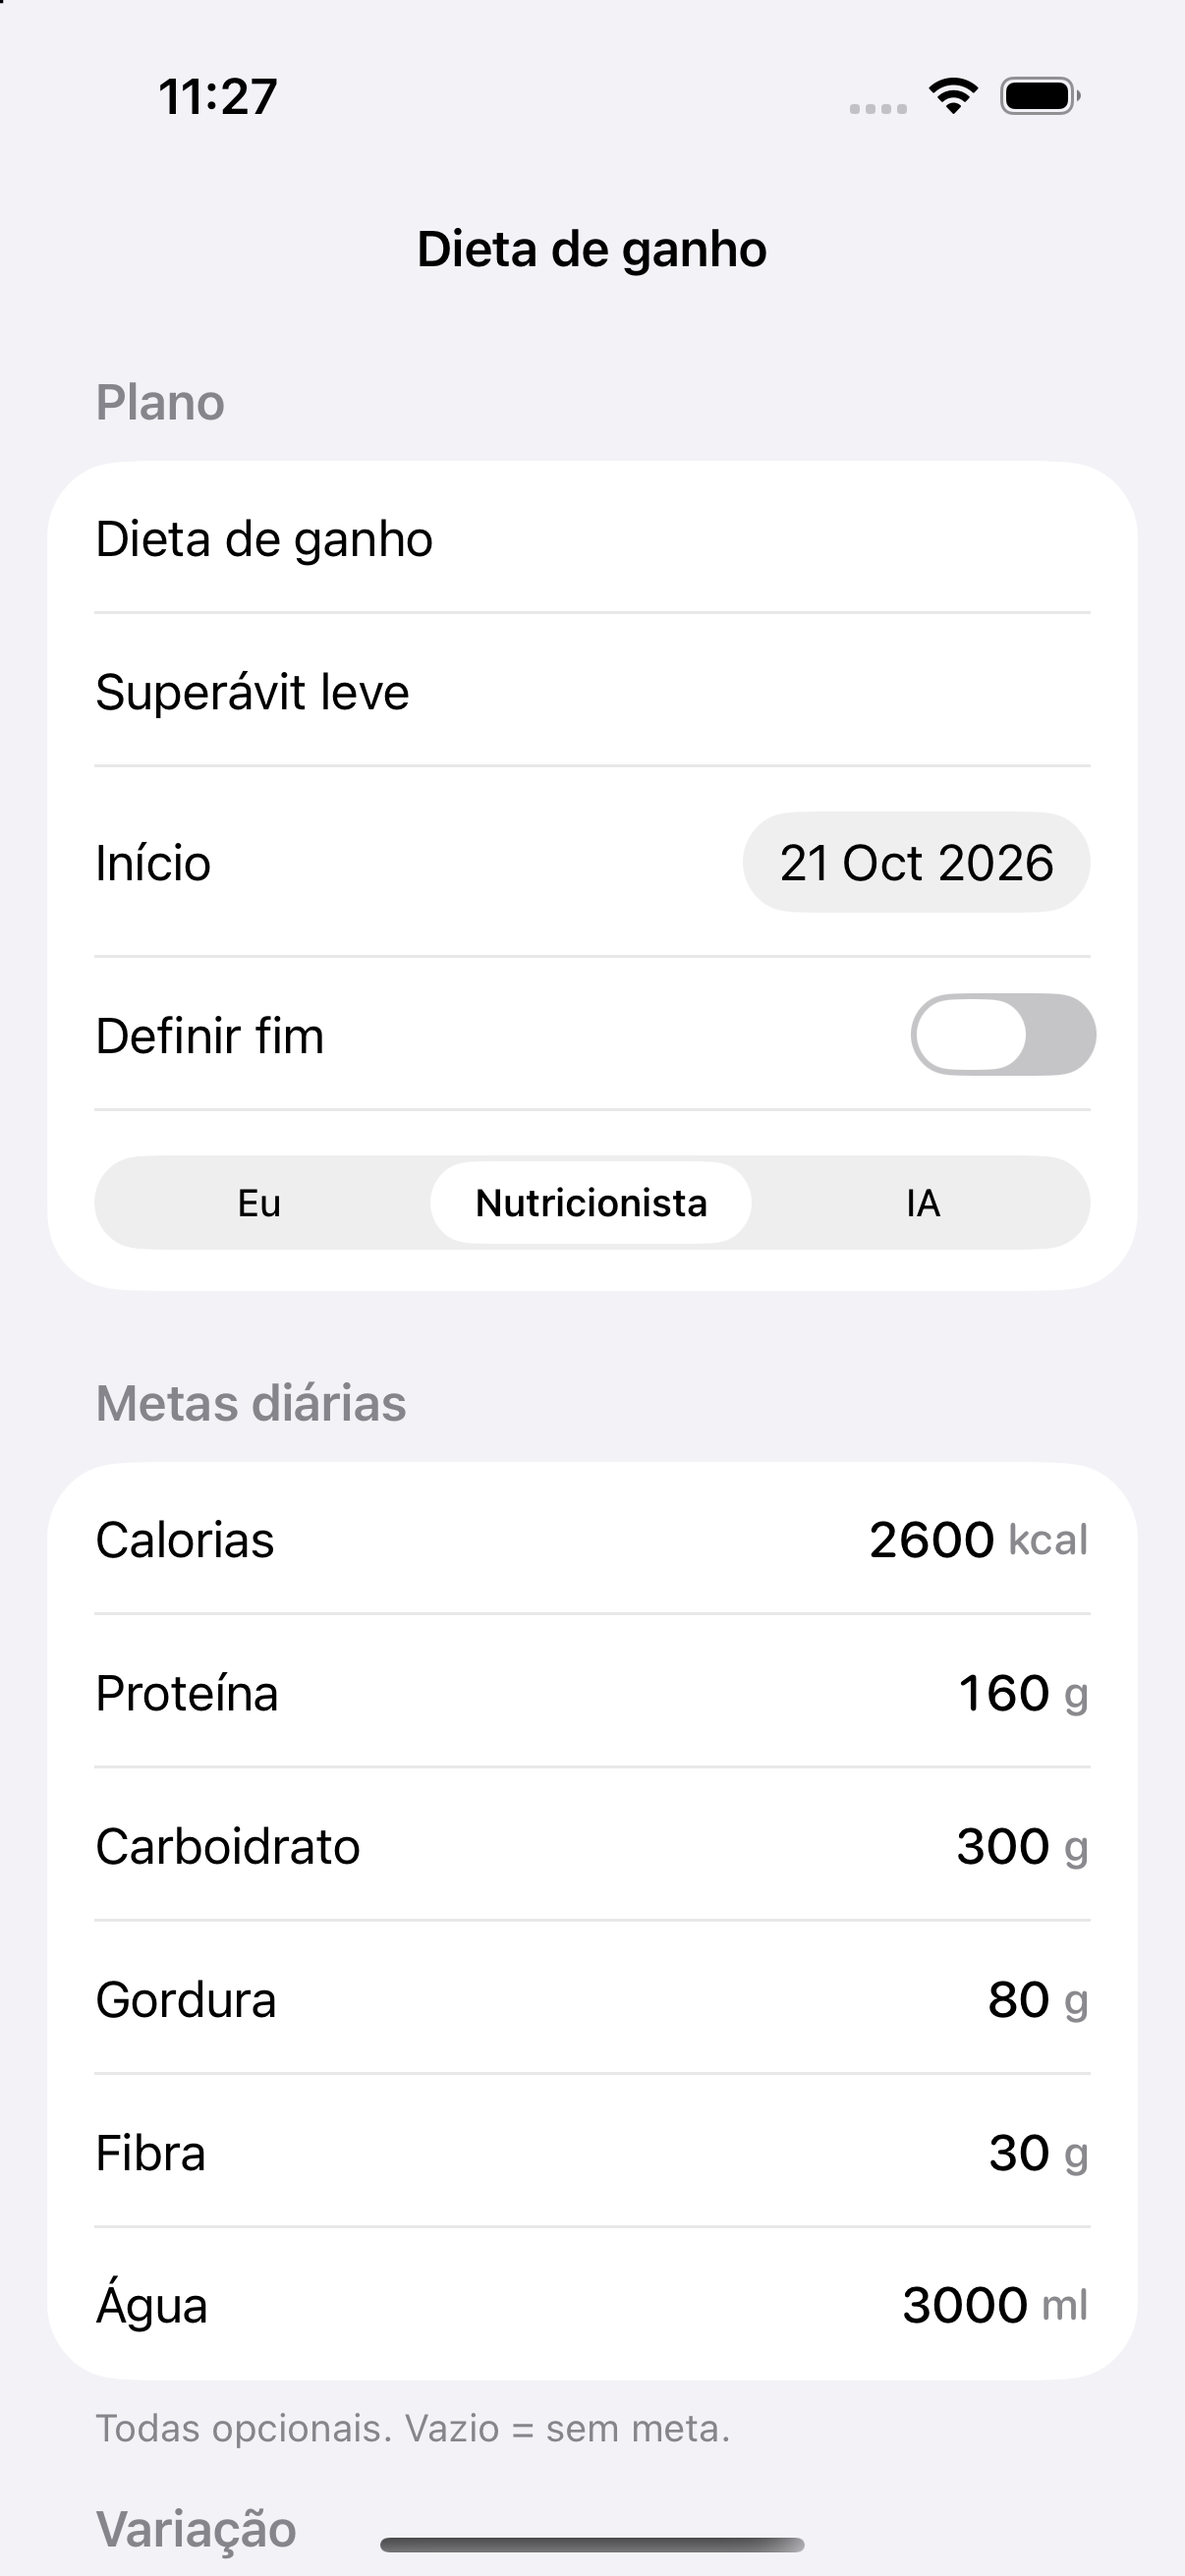 11:27
Dieta de ganho
Plano
Dieta de ganho
Superávit leve
Início 21 Oct 2026
Definir fim
Eu Nutricionista IA
Metas diárias
Calorias 2600 kcal
Proteína 160 g
Carboidrato 300 g
Gordura 80 g
Fibra 30 g
Água 3000 ml
Todas opcionais. Vazio = sem meta.
Variação